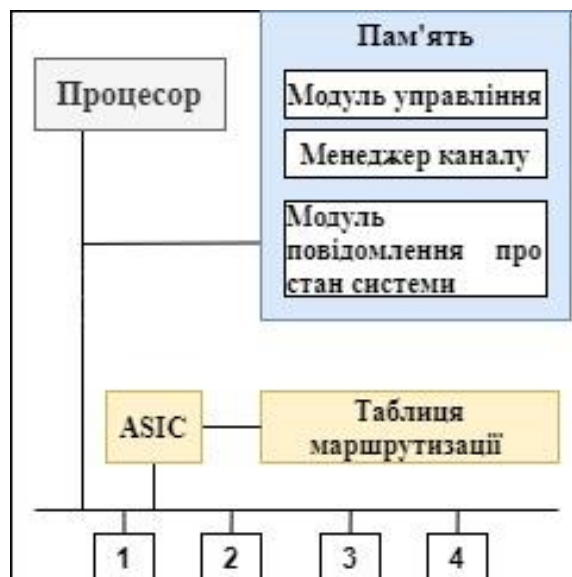 Пам'ять
Процесор
Модуль управління
Менеджер каналу
Модуль
повідомлення про
стан системи
ASIC
Таблиця
маршрутизації
1 2 3 4